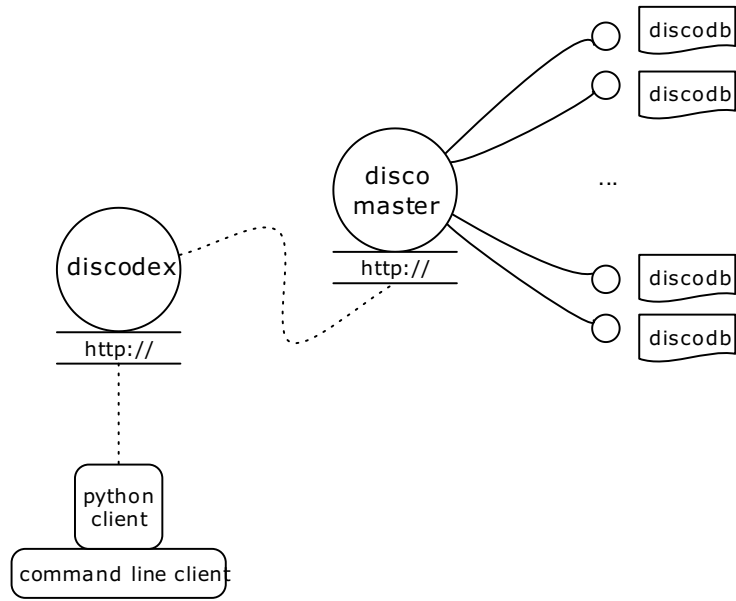 discodb
discodb
disco
master
...
discodex
http://
http://
discodb
discodb
python
client
command line client